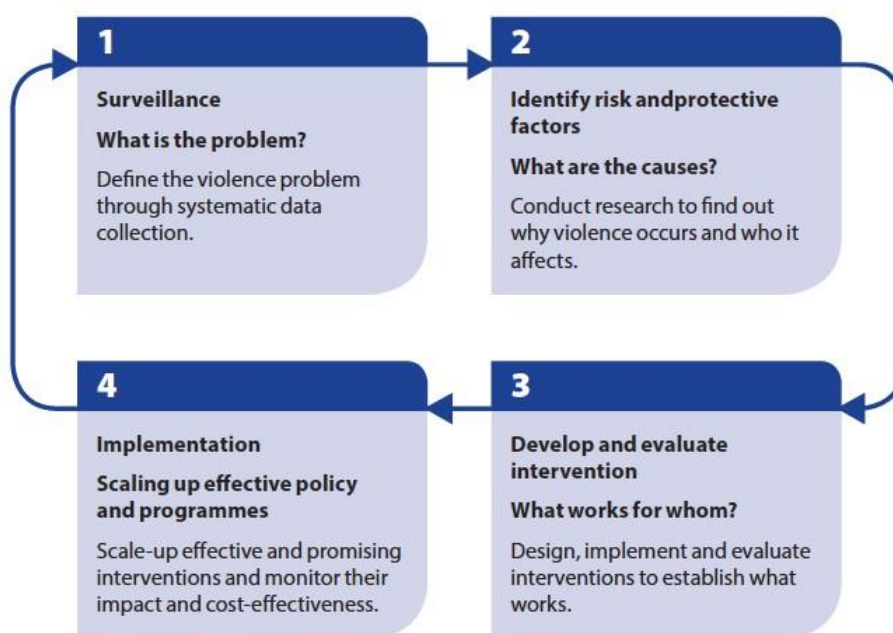 1
Surveillance
What is the problem?
Define the violence problem
through systematic data
collection.
2
Identify risk andprotective
factors
What are the causes?
Conduct research to find out
why violence occurs and who it
affects.
3
Develop and evaluate
intervention
What works for whom?
Design, implement and evaluate
interventions to establish what
works.
4
Implementation
Scaling up effective policy
and programmes
Scale-up effective and promising
interventions and monitor their
impact and cost-effectiveness.